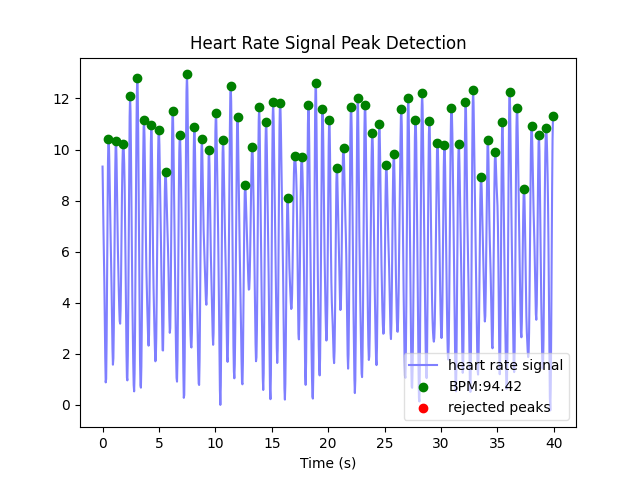 Heart Rate Signal Peak Detection
12
10
8
6
4
2
0
heart rate signal
BPM:94.42
rejected peaks
0 5 10 15 20 25 30 35 40
Time (s)